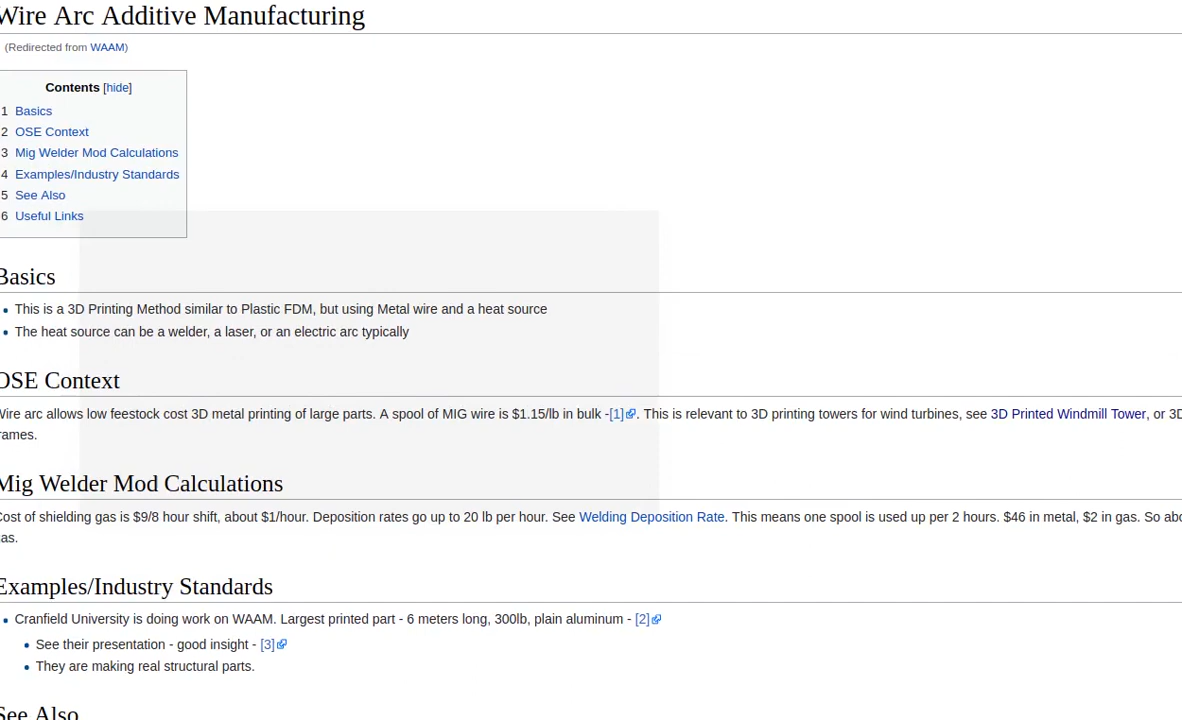 Wire Arc Additive Manufacturing
(Redirected from WAAM)
Contents [hide]
1 Basics
2 OSE Context
3 Mig Welder Mod Calculations
4 Examples/Industry Standards
5 See Also
6 Useful Links
Basics
This is a 3D Printing Method similar to Plastic FDM, but using Metal wire and a heat source
The heat source can be a welder, a laser, or an electric arc typically
OSE Context
Wire arc allows low feestock cost 3D metal printing of large parts. A spool of MIG wire is $1.15/lb in bulk -[1]. This is relevant to 3D printing towers for wind turbines, see 3D Printed Windmill Tower, or 3D
frames.
Mig Welder Mod Calculations
Cost of shielding gas is $9/8 hour shift, about $1/hour. Deposition rates go up to 20 lb per hour. See Welding Deposition Rate. This means one spool is used up per 2 hours. $46 in metal, $2 in gas. So
gas.
Examples/Industry Standards
Cranfield University is doing work on WAAM. Largest printed part - 6 meters long, 300lb, plain aluminum - [2]
See their presentation - good insight - [3]
They are making real structural parts.
See Also